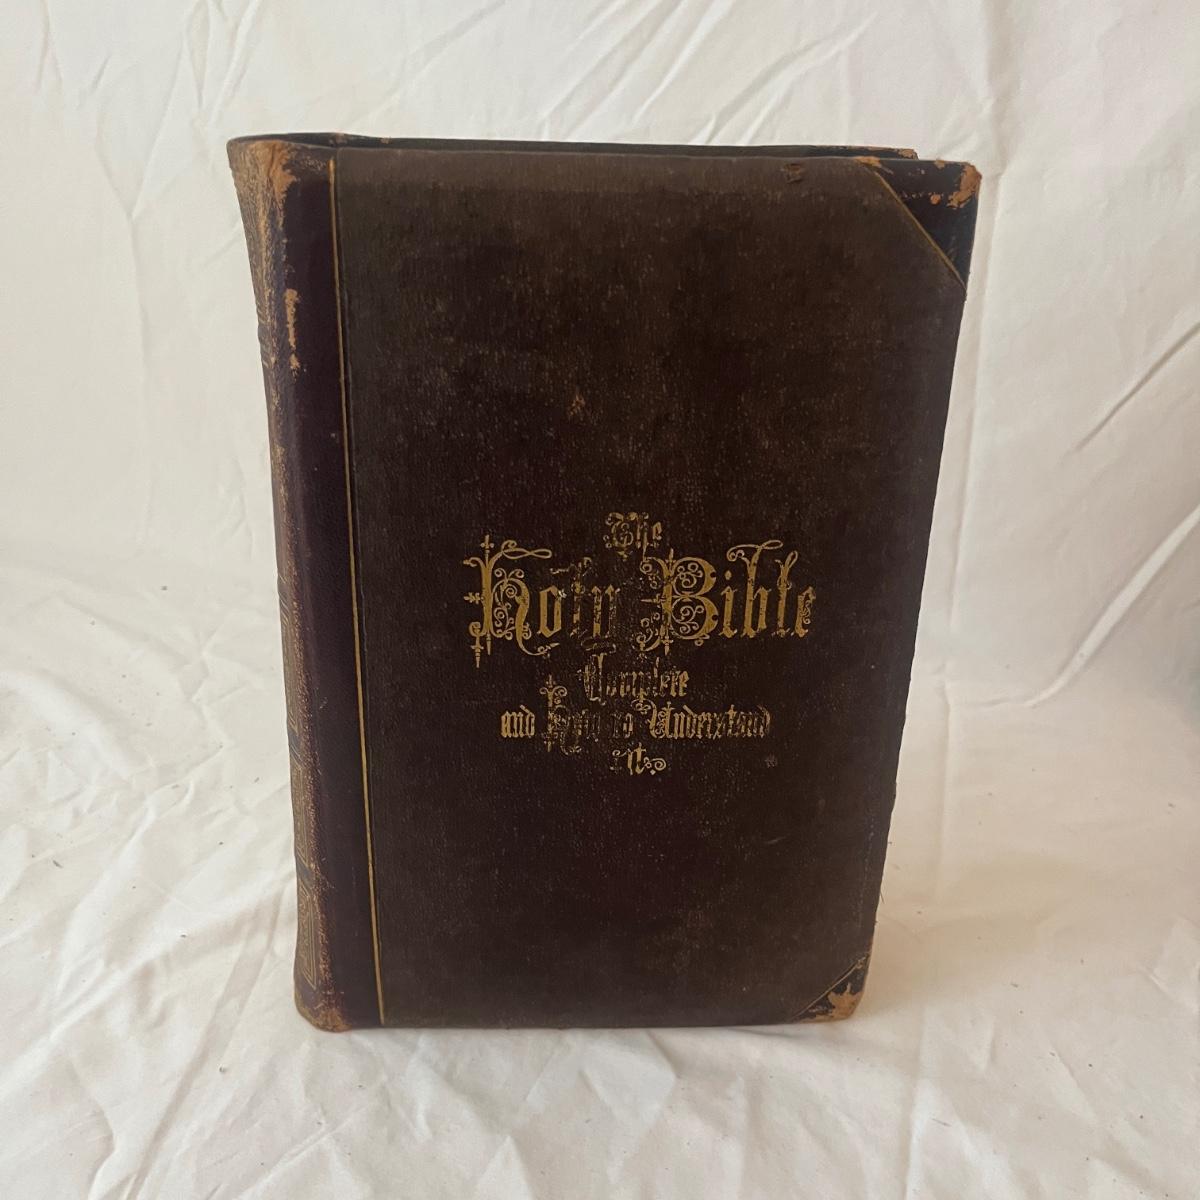 The
Holy Bible
Complete
and How to Understand
It.